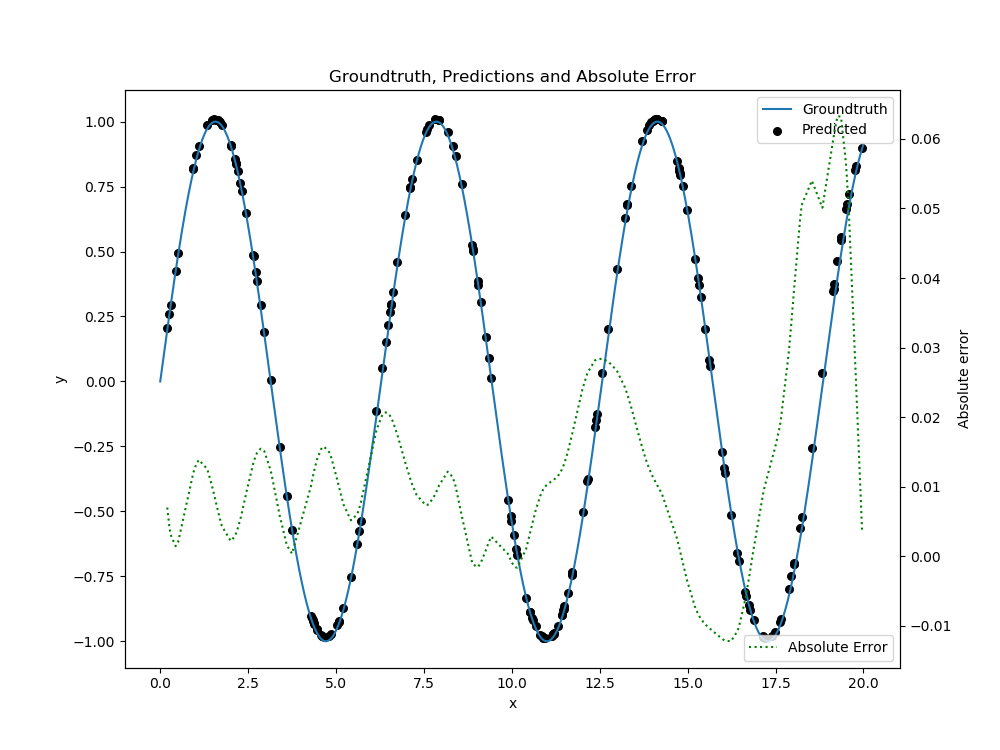 Groundtruth, Predictions and Absolute Error
Groundtruth
Predicted
1.00
0.75
0.50
0.25
0.00
−0.25
−0.50
−0.75
−1.00
y
0.06
0.05
0.04
0.03
0.02
0.01
0.00
−0.01
Absolute error
Absolute Error
0.0 2.5 5.0 7.5 10.0 12.5 15.0 17.5 20.0
x